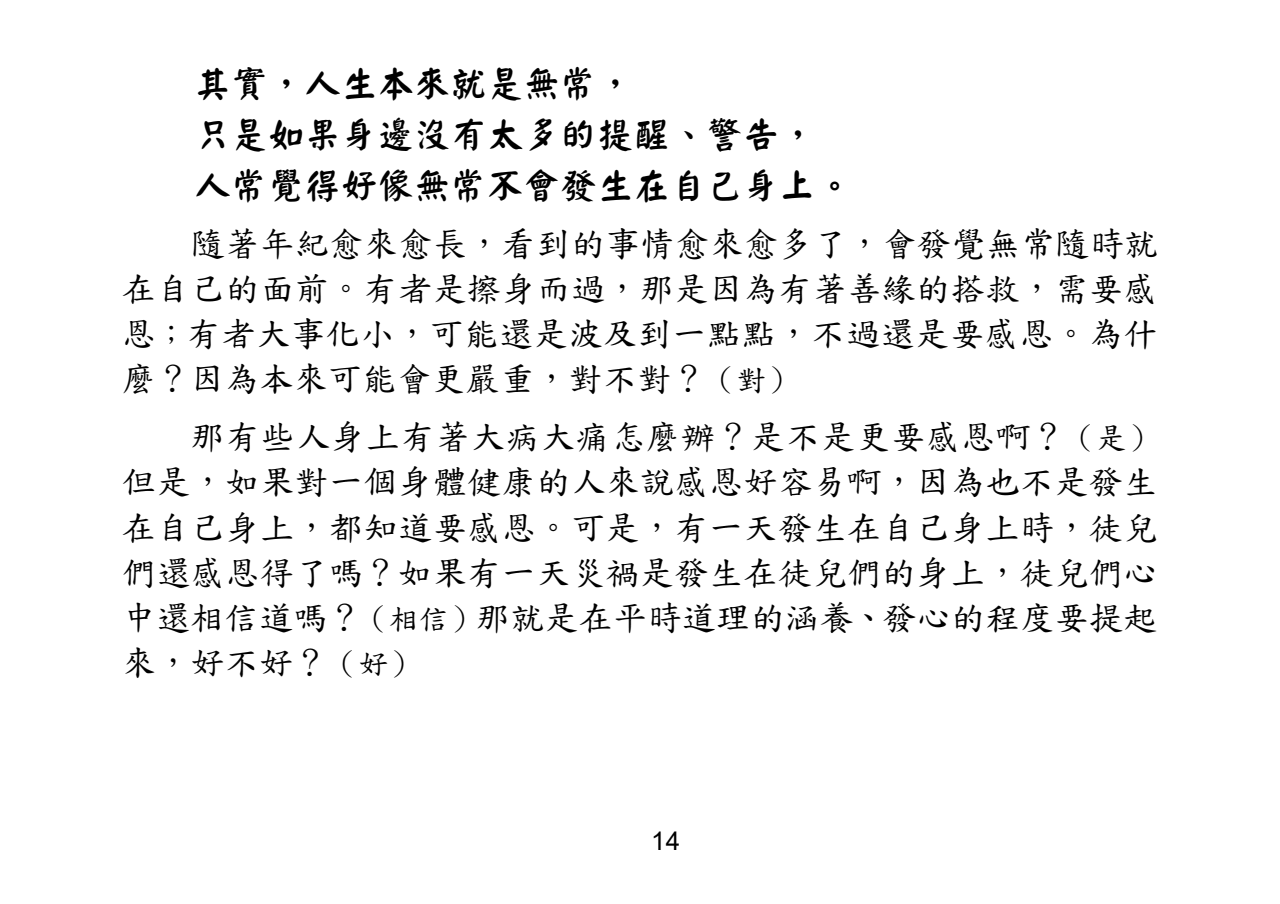 其實，人生本來就是無常，
只是如果身邊沒有太多的提醒、警告，
人常覺得好像無常不會發生在自己身上。
隨著年紀愈來愈長，看到的事情愈來愈多了，會發覺無常隨時就
在自己的面前。有者是擦身而過，那是因為有著善緣的搭救，需要感
恩；有者大事化小，可能還是波及到一點點，不過還是要感恩。為什
麼？因為本來可能會更嚴重，對不對？（對）
那有些人身上有著大病大痛怎麼辦？是不是更要感恩啊？（是）
但是，如果對一個身體健康的人來說感恩好容易啊，因為也不是發生
在自己身上，都知道要感恩。可是，有一天發生在自己身上時，徒兒
們還感恩得了嗎？如果有一天災禍是發生在徒兒們的身上，徒兒們心
中還相信道嗎？（相信）那就是在平時道理的涵養、發心的程度要提起
來，好不好？（好）
14